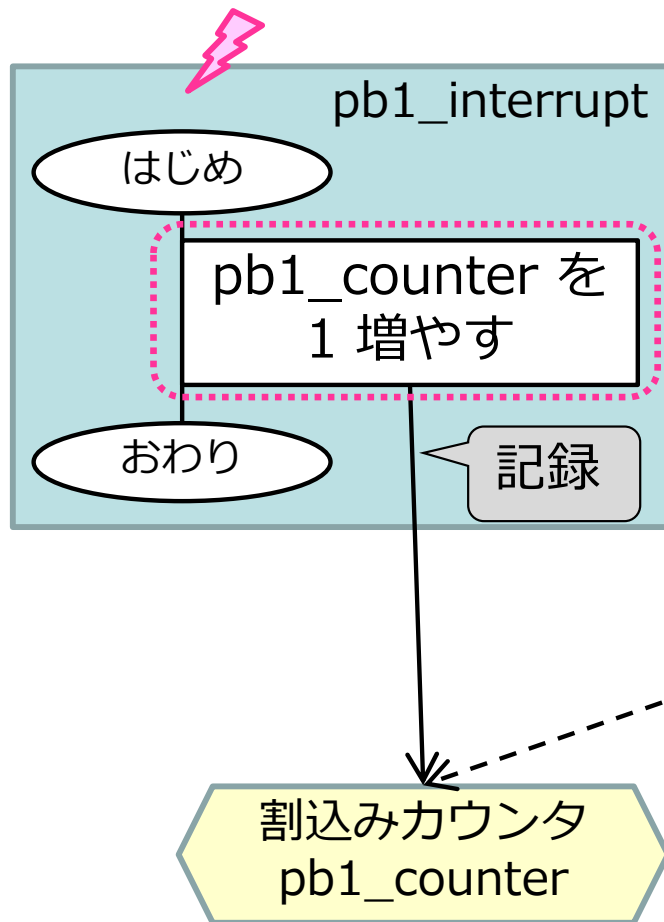 pb1_interrupt
はじめ
pb1_counter を
1 増やす
おわり
記録
割込みカウンタ
pb1_counter